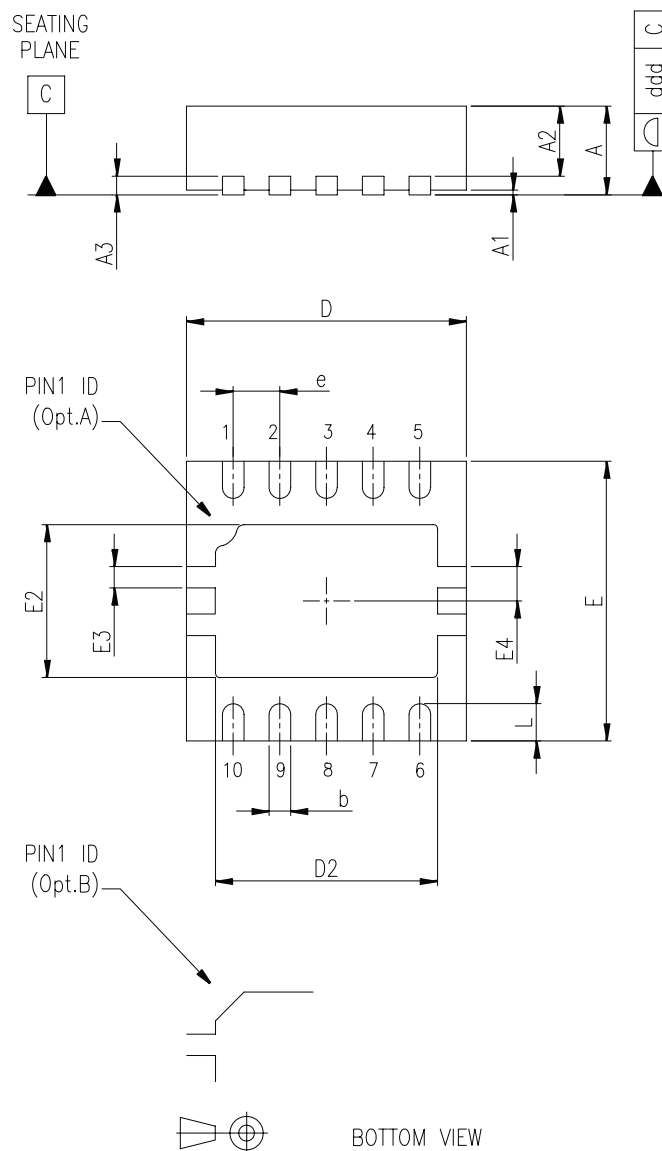 SEATING
PLANE
C
C
ddd
A2
A
A3
A1
D
e
PIN1 ID
(Opt.A)
1 2 3 4 5
E2
E3
E4
E
L
10 9 8 7 6
b
D2
PIN1 ID
(Opt.B)
BOTTOM VIEW